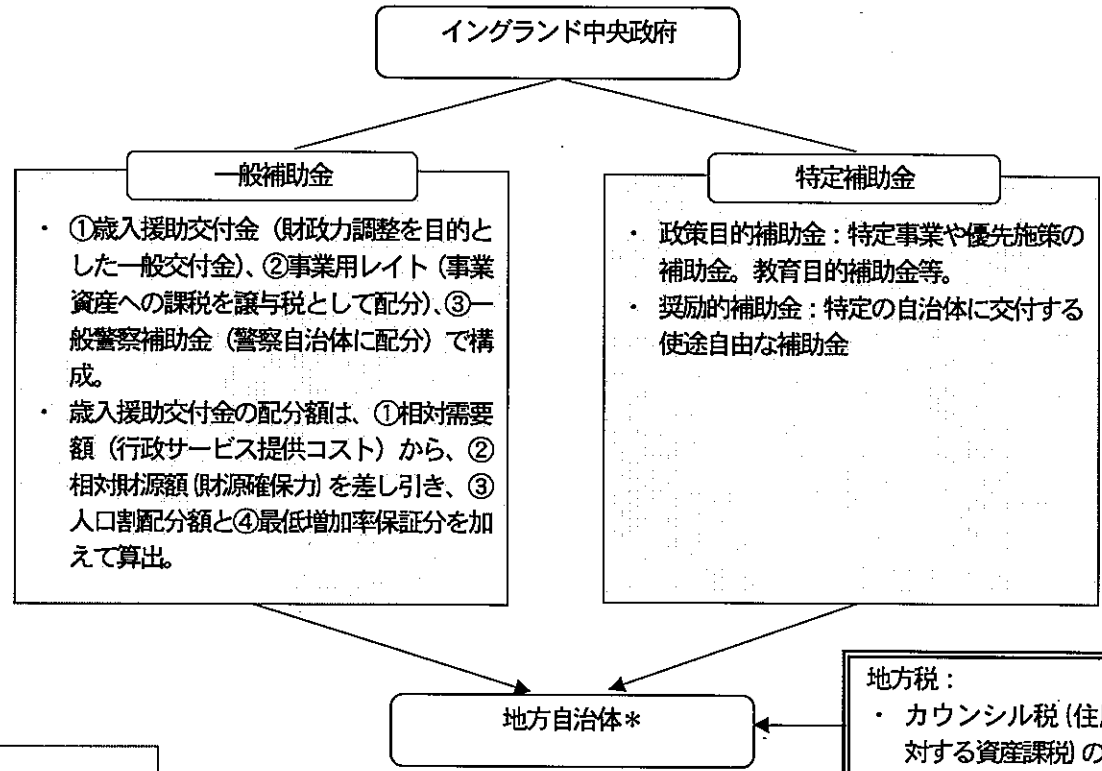 イングランド中央政府
一般補助金
・ ①歳入援助交付金（財政力調整を目的と
した一般交付金）、②事業用レイト（事業
資産への課税を譲与税として配分）、③一
般警察補助金（警察自治体に配分）で構
成。
・ 歳入援助交付金の配分額は、①相対需要
額（行政サービス提供コスト）から、②
相対財源額（財源確保力）を差し引き、③
人口割配分額と④最低増加率保証分を加
えて算出。
特定補助金
・ 政策目的補助金：特定事業や優先施策の
補助金。教育目的補助金等。
・ 奨励的補助金：特定の自治体に交付する
使途自由な補助金
地方自治体＊
地方税：
・ カウンシル税（住
対する資産課税）の